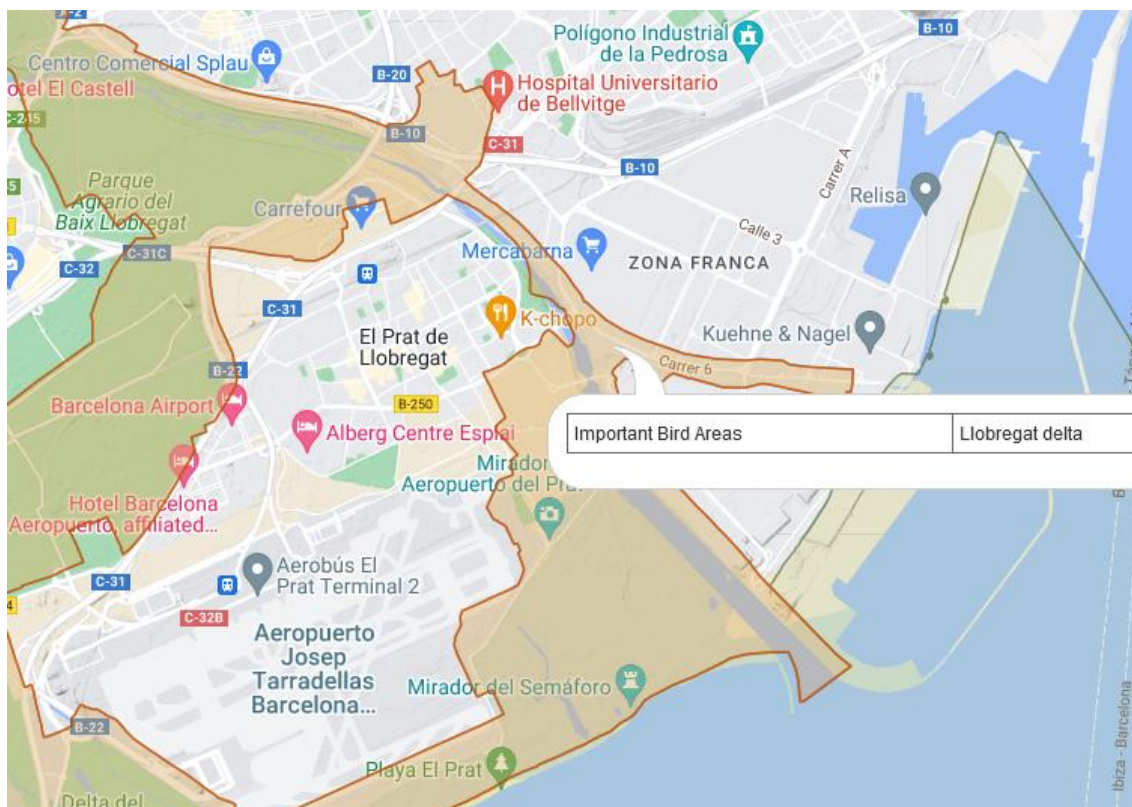 A-2
B-10
Polígono Industrial
de la Pedrosa
Centro Comercial Splau
B-20
Hospital Universitario
de Bellvitge
otel El Castell
C-245
B-10
C-31
B-10
Carrer A
Parque
Agrario del
Baix Llobregat
Relisa
Carrefour
Calle 3
Mercabarna
ZONA FRANCA
C-31C
C-32
C-31
K-chopo
El Prat de
Llobregat
Kuehne & Nagel
Carrer 6
B-22
Barcelona Airport
B-250
Alberg Centre Esplai
Important Bird Areas
Llobregat delta
Mirador
Aeropuerto del Pra
Hotel Barcelona
Aeropuerto, affiliated...
Aerobús El
Prat Terminal 2
C-31
C-32B
Aeropuerto
Josep
Tarradellas
Barcelona...
Mirador del Semáforo
B-22
Playa El Prat
Delta del
Ibiza - Barcelona